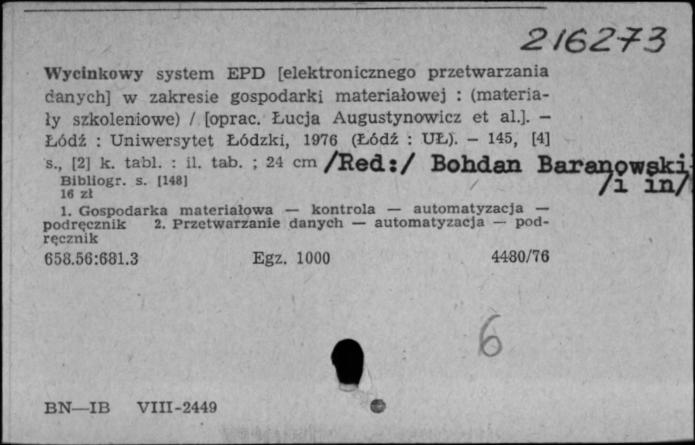 216273
Wycinkowy system EPD [elektronicznego przetwarzania
danych] w zakresie gospodarki materiałowej : (materia-
ły szkoleniowe) / [oprac. Łucja Augustynowicz et al.]. —
Łódź : Uniwersytet Łódzki, 1976 (Łódź : UŁ). — 145, [4]
s., [2] k. tabl. : il. tab. ; 24 cm /Red:/ Bohdan Baranowski
/i in/
Bibliogr. s. [148]
16 zł
1. Gospodarka materiałowa — kontrola — automatyzacja —
podręcznik 2. Przetwarzanie danych — automatyzacja — pod-
ręcznik
658.56:681.3 Egz. 1000 4480/76
6
BN—IB VIII-2449